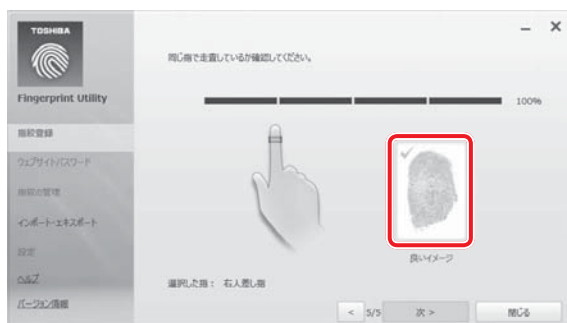 TOSHIBA
Fingerprint Utility
指紋登録
ウェブサイト/パスワード
指紋の管理
インポート・エクスポート
設定
ヘルプ
バージョン情報
同じ指で走査しているか確認してください。
100%
良いイメージ
選択した指： 右人差し指
< 5/5 次 > 閉じる